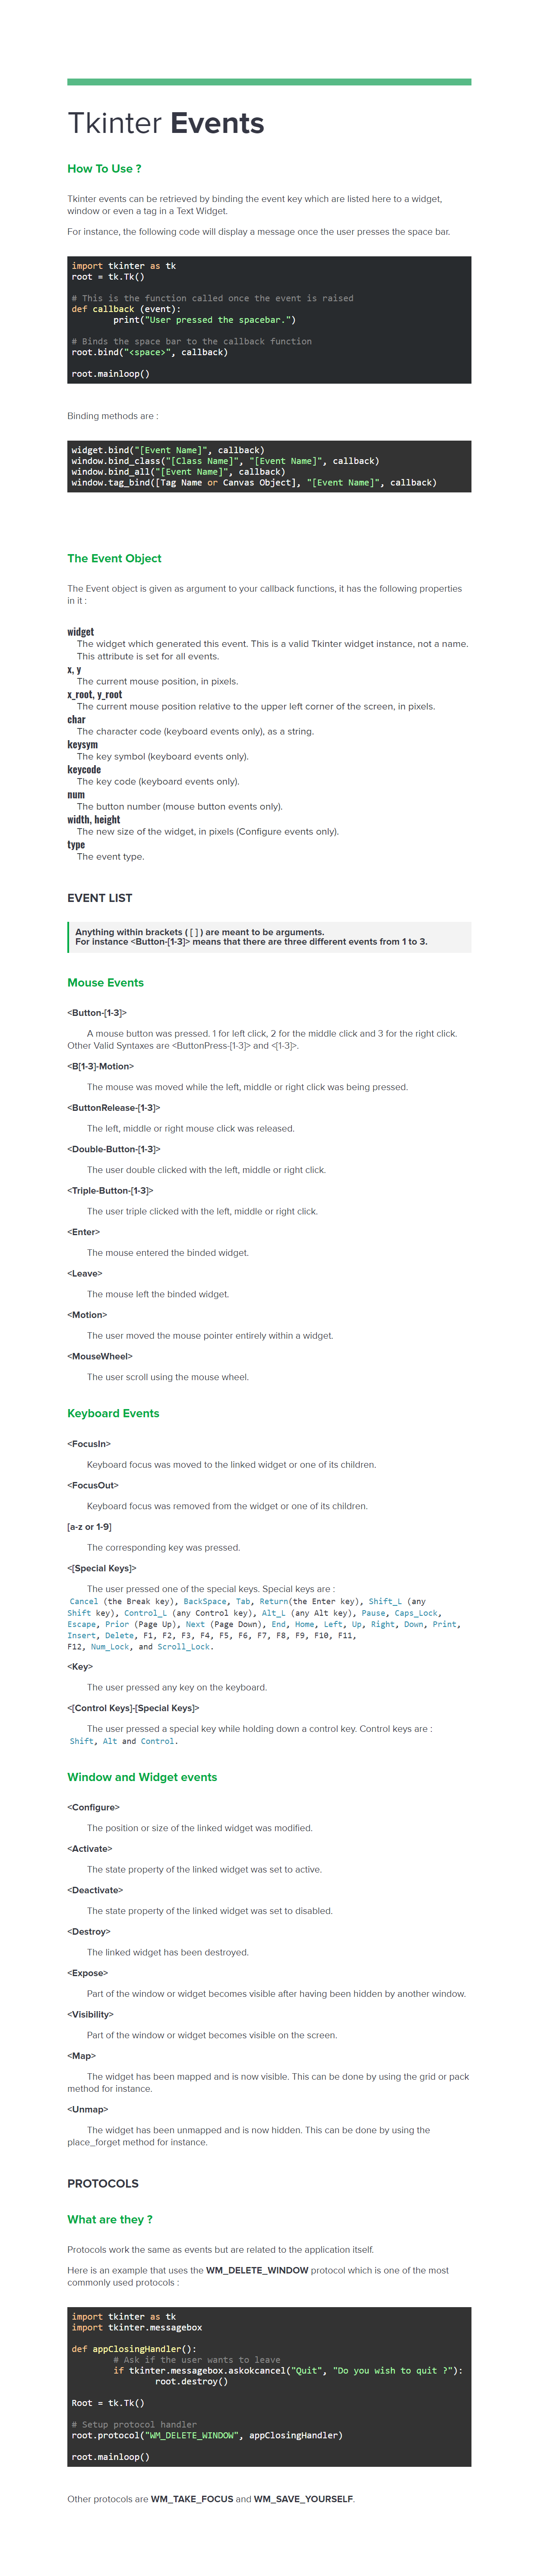 Tkinter Events
How To Use ?
Tkinter events can be retrieved by binding the event key which are listed here to a widget,
window or even a tag in a Text Widget.
For instance, the following code will display a message once the user presses the space bar.
import tkinter as tk
root = tk.Tk()
# This is the function called once the event is raised
def callback (event):
print("User pressed the spacebar.")
# Binds the space bar to the callback function
root.bind("<space>", callback)
root.mainloop()
Binding methods are :
widget.bind("[Event Name]", callback)
window.bind_class("[Class Name]", "[Event Name]", callback)
window.bind_all("[Event Name]", callback)
window.tag_bind([Tag Name or Canvas Object], "[Event Name]", callback)
The Event Object
The Event object is given as argument to your callback functions, it has the following properties
in it :
widget
The widget which generated this event. This is a valid Tkinter widget instance, not a name.
This attribute is set for all events.
x, y
The current mouse position, in pixels.
x_root, y_root
The current mouse position relative to the upper left corner of the screen, in pixels.
char
The character code (keyboard events only), as a string.
keysym
The key symbol (keyboard events only).
keycode
The key code (keyboard events only).
num
The button number (mouse button events only).
width, height
The new size of the widget, in pixels (Configure events only).
type
The event type.
EVENT LIST
Anything within brackets ( [ ] ) are meant to be arguments.
For instance <Button-[1-3]> means that there are three different events from 1 to 3.
Mouse Events
<Button-[1-3]>
A mouse button was pressed. 1 for left click, 2 for the middle click and 3 for the right click.
Other Valid Syntaxes are <ButtonPress-[1-3]> and <[1-3]>.
<B[1-3]-Motion>
The mouse was moved while the left, middle or right click was being pressed.
<ButtonRelease-[1-3]>
The left, middle or right mouse click was released.
<Double-Button-[1-3]>
The user double clicked with the left, middle or right click.
<Triple-Button-[1-3]>
The user triple clicked with the left, middle or right click.
<Enter>
The mouse entered the binded widget.
<Leave>
The mouse left the binded widget.
<Motion>
The user moved the mouse pointer entirely within a widget.
<MouseWheel>
The user scroll using the mouse wheel.
Keyboard Events
<FocusIn>
Keyboard focus was moved to the linked widget or one of its children.
<FocusOut>
Keyboard focus was removed from the widget or one of its children.
[a-z or 1-9]
The corresponding key was pressed.
<[Special Keys]>
The user pressed one of the special keys. Special keys are :
Cancel (the Break key), BackSpace, Tab, Return(the Enter key), Shift_L (any
Shift key), Control_L (any Control key), Alt_L (any Alt key), Pause, Caps_Lock,
Escape, Prior (Page Up), Next (Page Down), End, Home, Left, Up, Right, Down, Print,
Insert, Delete, F1, F2, F3, F4, F5, F6, F7, F8, F9, F10, F11,
F12, Num_Lock, and Scroll_Lock.
<Key>
The user pressed any key on the keyboard.
<[Control Keys]-[Special Keys]>
The user pressed a special key while holding down a control key. Control keys are :
Shift, Alt and Control.
Window and Widget events
<Configure>
The position or size of the linked widget was modified.
<Activate>
The state property of the linked widget was set to active.
<Deactivate>
The state property of the linked widget was set to disabled.
<Destroy>
The linked widget has been destroyed.
<Expose>
Part of the window or widget becomes visible after having been hidden by another window.
<Visibility>
Part of the window or widget becomes visible on the screen.
<Map>
The widget has been mapped and is now visible. This can be done by using the grid or pack
method for instance.
<Unmap>
The widget has been unmapped and is now hidden. This can be done by using the
place_forget method for instance.
PROTOCOLS
What are they ?
Protocols work the same as events but are related to the application itself.
Here is an example that uses the WM_DELETE_WINDOW protocol which is one of the most
commonly used protocols :
import tkinter as tk
import tkinter.messagebox
def appClosingHandler():
# Ask if the user wants to leave
if tkinter.messagebox.askokcancel("Quit", "Do you wish to quit ?"):
root.destroy()
Root = tk.Tk()
# Setup protocol handler
root.protocol("WM_DELETE_WINDOW", appClosingHandler)
root.mainloop()
Other protocols are WM_TAKE_FOCUS and WM_SAVE_YOURSELF.